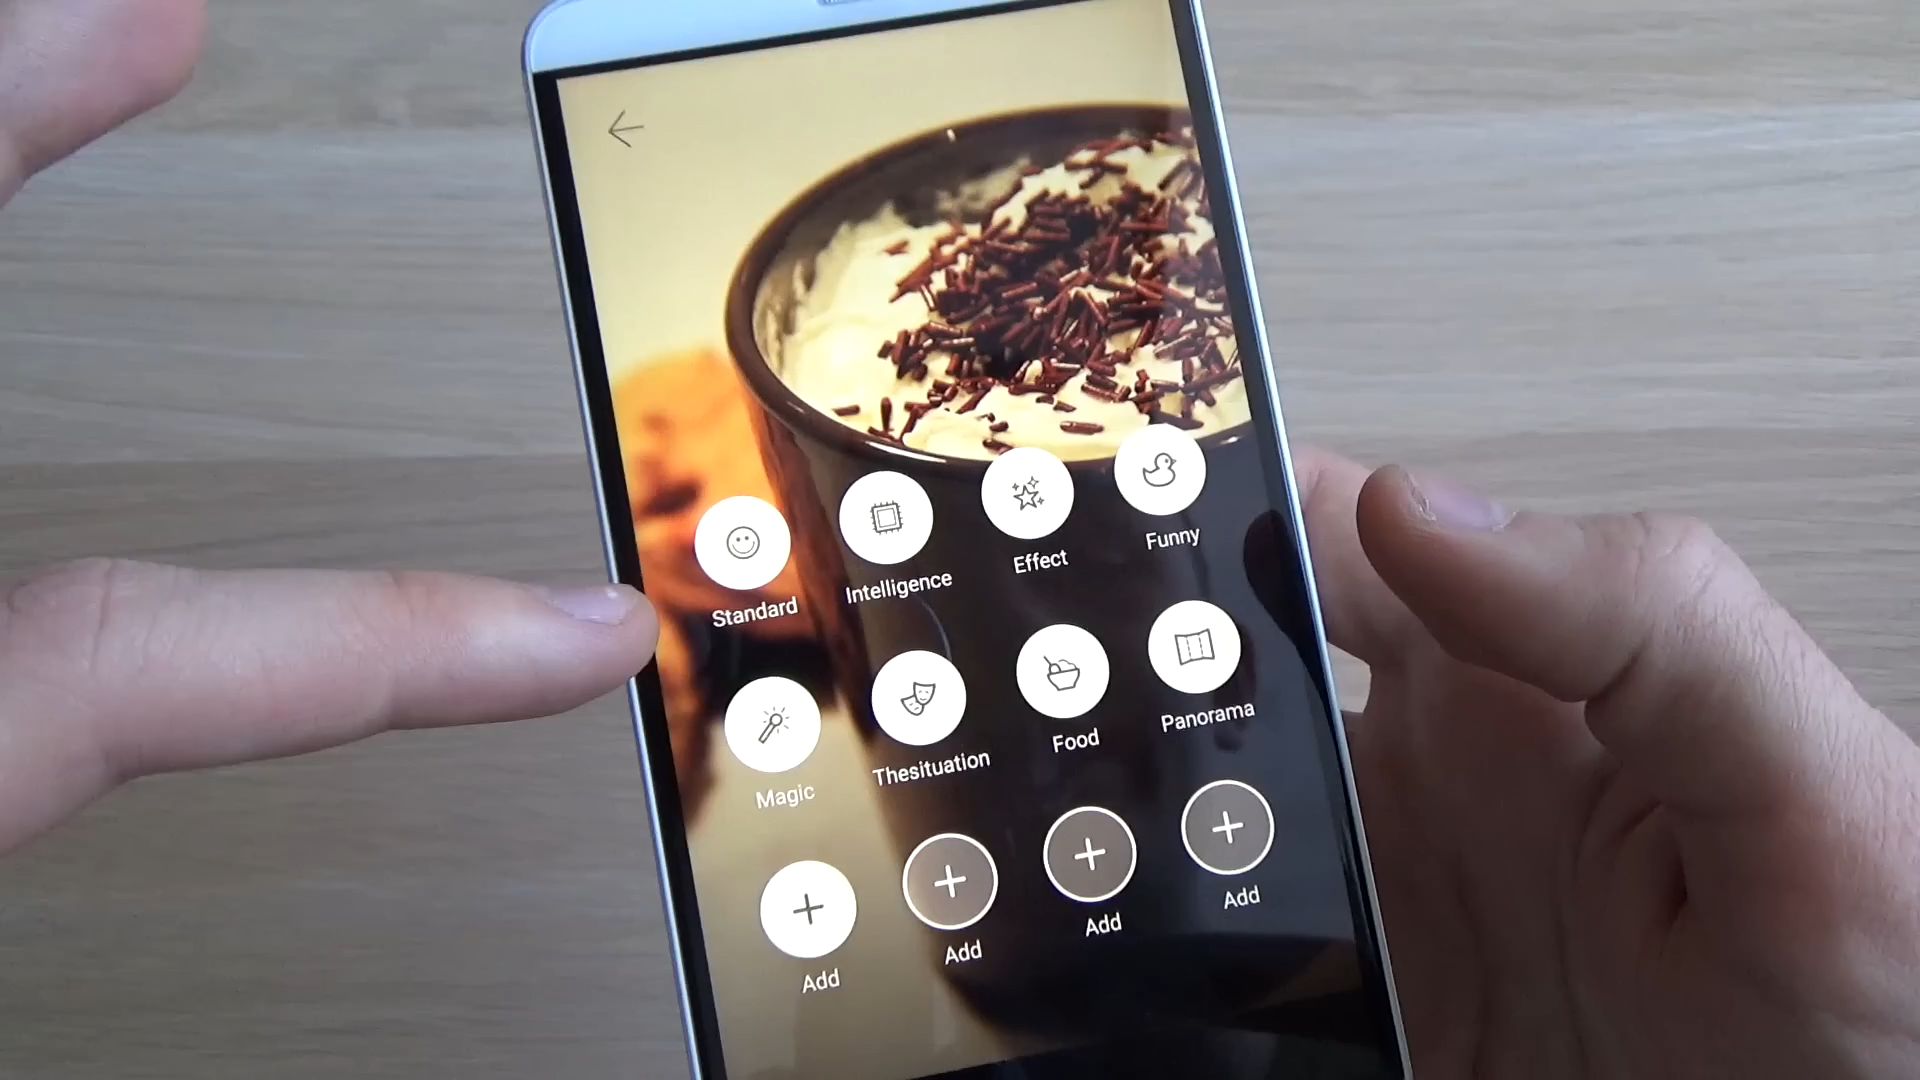 Standard
Intelligence
Effect
Funny
Magic
Thesituation
Food
Panorama
Add
Add
Add
Add